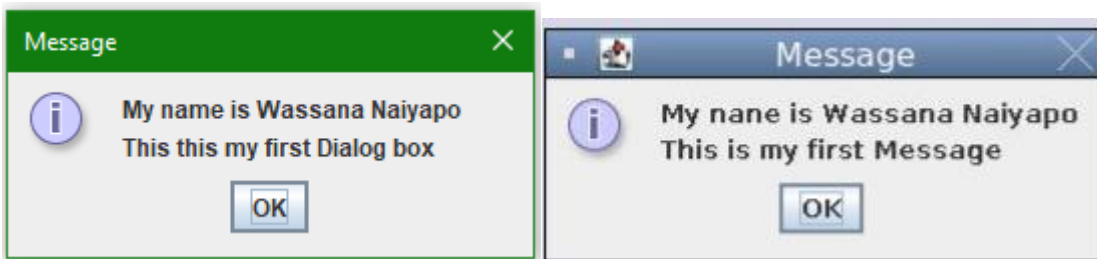 Message
My name is Wassana Naiyapo
This this my first Dialog box
OK
Message
My nane is Wassana Naiyapo
This is my first Message
OK